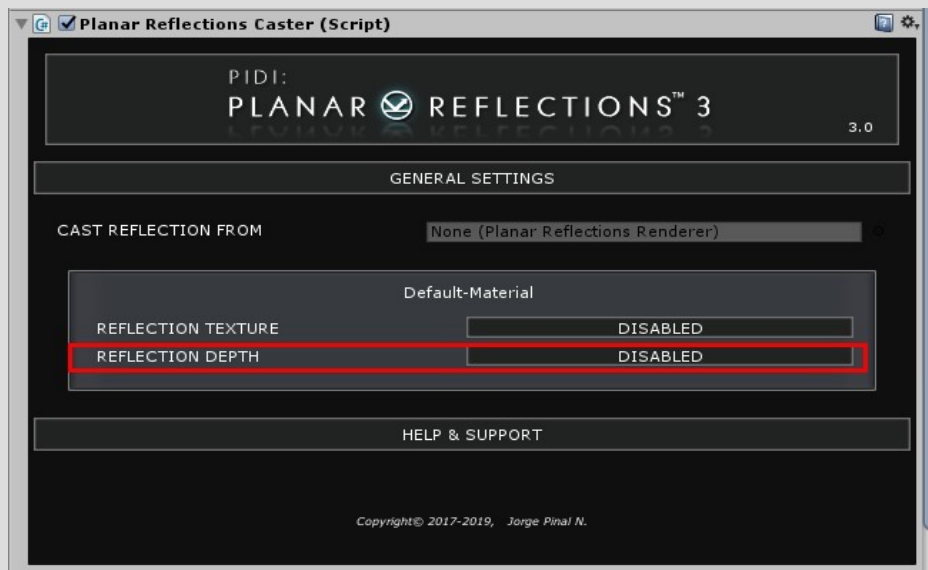 Planar Reflections Caster (Script)
PIDI:
PLANAR REFLECTIONS™ 3
3.0
GENERAL SETTINGS
CAST REFLECTION FROM None (Planar Reflections Renderer)
Default-Material
REFLECTION TEXTURE DISABLED
REFLECTION DEPTH DISABLED
HELP & SUPPORT
Copyright© 2017-2019, Jorge Pinal N.